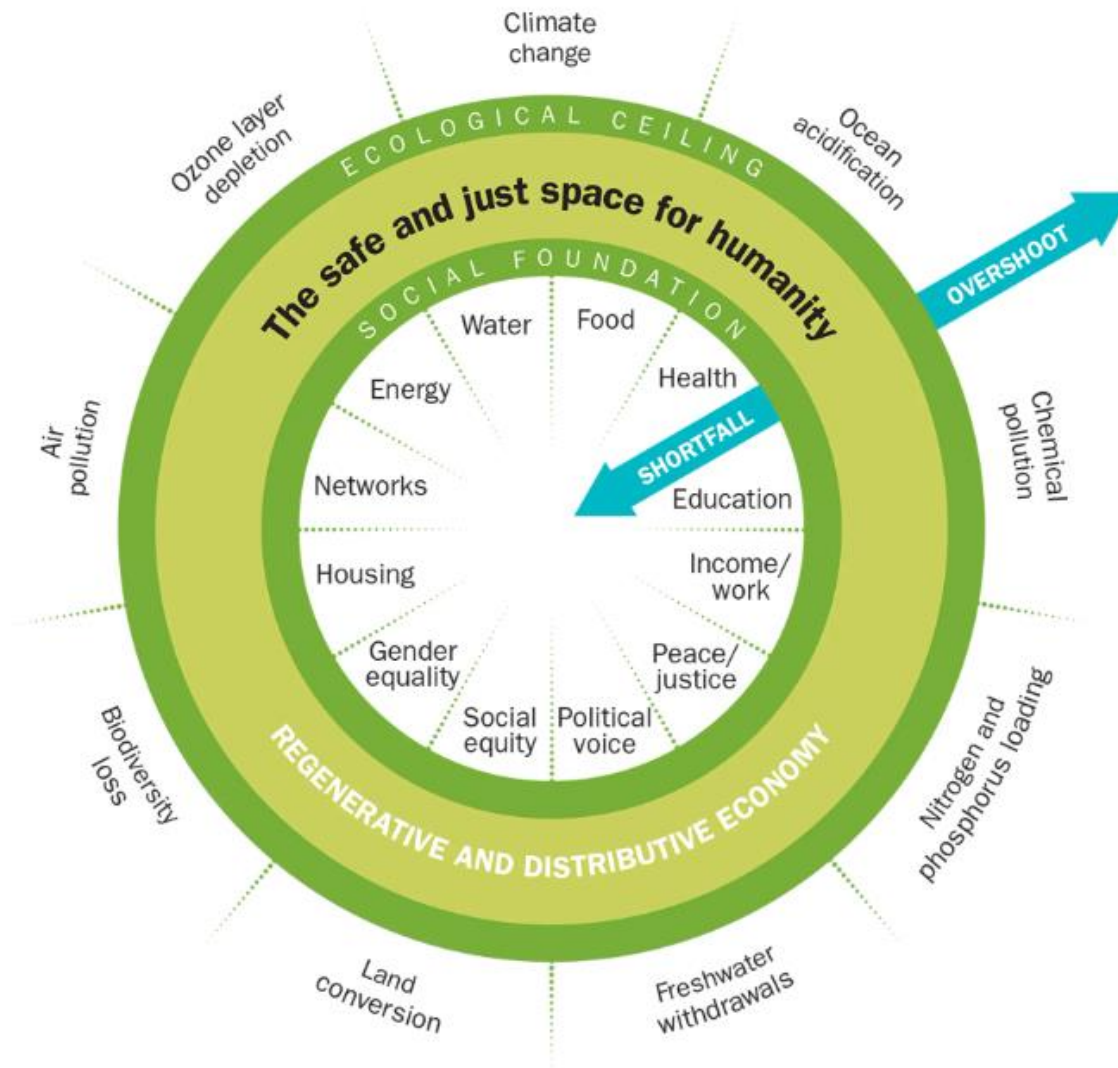 Climate
change
Ocean
acidification
OVERSHOOT
Chemical
pollution
Nitrogen and
phosphorus loading
Freshwater
withdrawals
Land
conversion
Biodiversity
loss
Air
pollution
Ozone layer
depletion
ECOLOGICAL CEILING
The safe and just space for humanity
SOCIAL FOUNDATION
Water
Food
Health
SHORTFALL
Education
Income/
work
Peace/
justice
Political
voice
Social
equity
Gender
equality
Housing
Networks
Energy
REGENERATIVE AND DISTRIBUTIVE ECONOMY